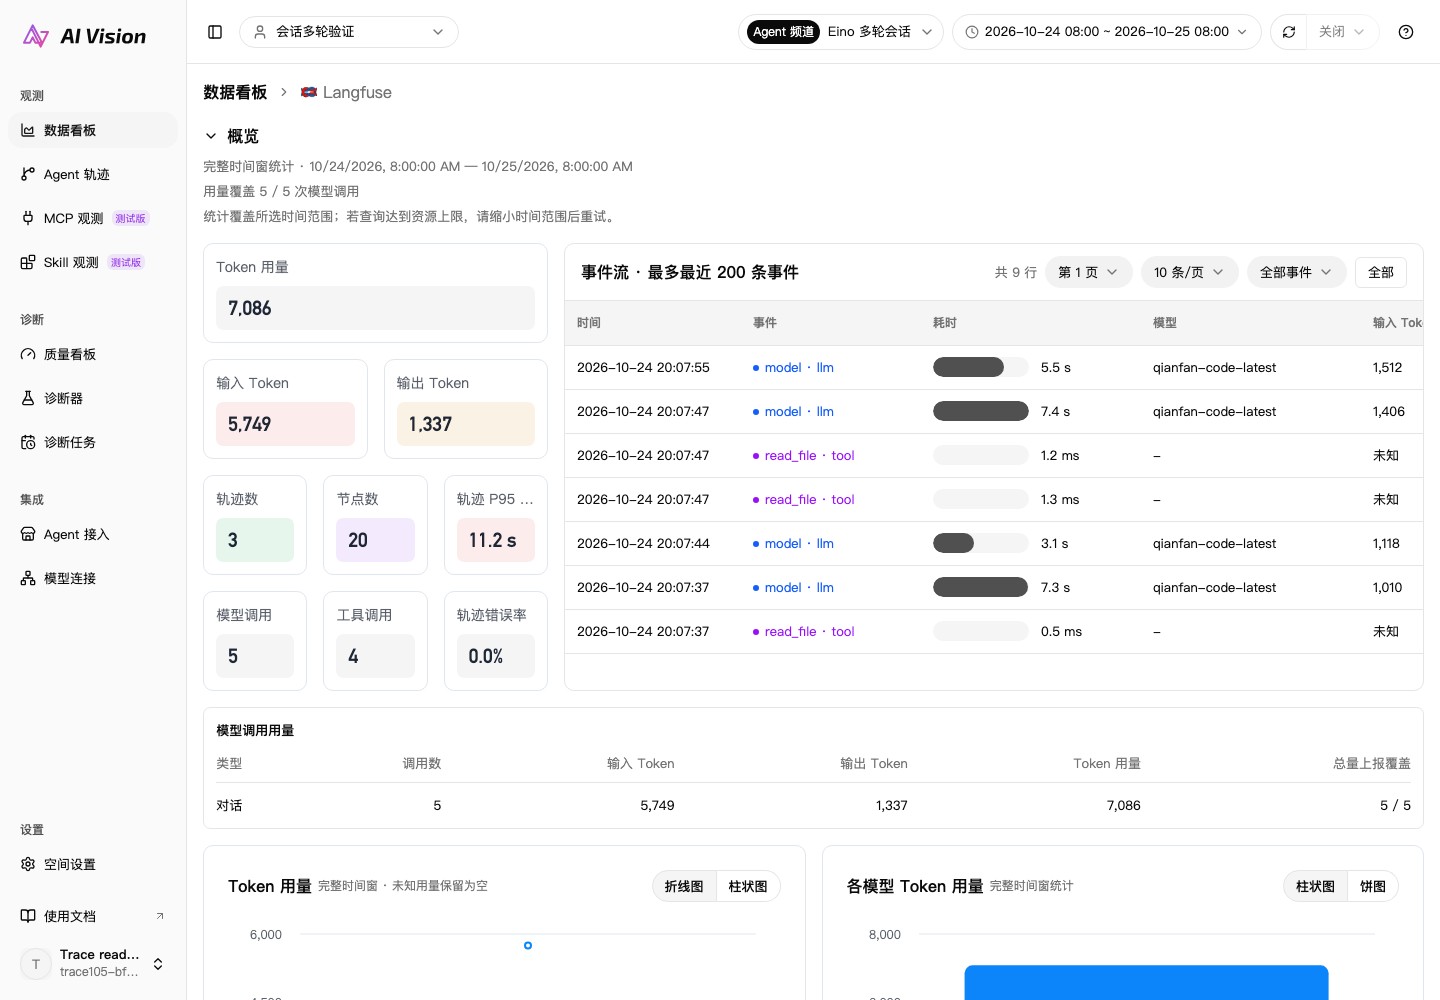 AI Vision
会话多轮验证
Agent 频道
Eino 多轮会话
2026-10-24 08:00 ~ 2026-10-25 08:00
关闭
观测
数据看板
Agent 轨迹
MCP 观测 测试版
Skill 观测 测试版
诊断
质量看板
诊断器
诊断任务
集成
Agent 接入
模型连接
设置
空间设置
使用文档
T
Trace read...
trace105-bf...
数据看板 > Langfuse
概览
完整时间窗统计 · 10/24/2026, 8:00:00 AM — 10/25/2026, 8:00:00 AM
用量覆盖 5 / 5 次模型调用
统计覆盖所选时间范围；若查询达到资源上限，请缩小时间范围后重试。
Token 用量
7,086
输入 Token
5,749
输出 Token
1,337
轨迹数
3
节点数
20
轨迹 P95 ...
11.2 s
模型调用
5
工具调用
4
轨迹错误率
0.0%
事件流 · 最多最近 200 条事件
共 9 行
第 1 页
10 条/页
全部事件
全部
时间 事件 耗时 模型 输入 Tok
2026-10-24 20:07:55 model · llm 5.5 s qianfan-code-latest 1,512
2026-10-24 20:07:47 model · llm 7.4 s qianfan-code-latest 1,406
2026-10-24 20:07:47 read_file · tool 1.2 ms – 未知
2026-10-24 20:07:47 read_file · tool 1.3 ms – 未知
2026-10-24 20:07:44 model · llm 3.1 s qianfan-code-latest 1,118
2026-10-24 20:07:37 model · llm 7.3 s qianfan-code-latest 1,010
2026-10-24 20:07:37 read_file · tool 0.5 ms – 未知
模型调用用量
类型 调用数 输入 Token 输出 Token Token 用量 总量上报覆盖
对话 5 5,749 1,337 7,086 5 / 5
Token 用量 完整时间窗 · 未知用量保留为空
折线图 柱状图
6,000
各模型 Token 用量 完整时间窗统计
柱状图 饼图
8,000